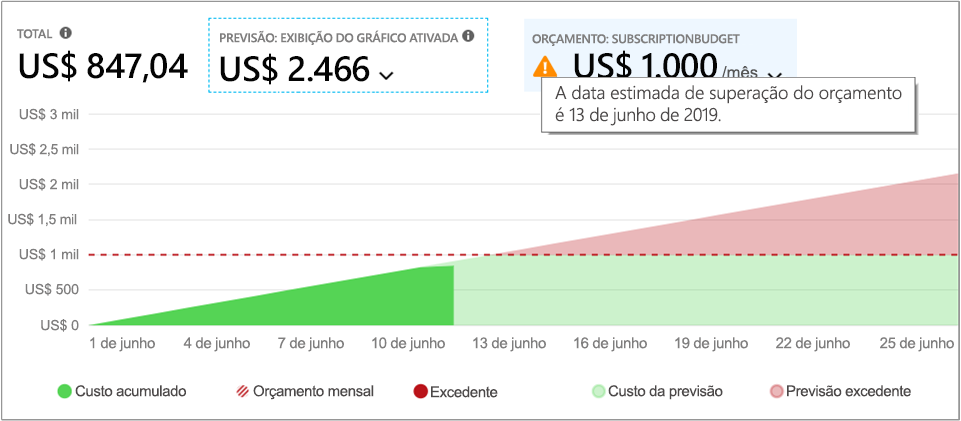 TOTAL
US$ 847,04
PREVISÃO: EXIBIÇÃO DO GRÁFICO ATIVADA
US$ 2.466
ORÇAMENTO: SUBSCRIPTIONBUDGET
US$ 1.000 /mês
A data estimada de superação do orçamento
é 13 de junho de 2019.
US$ 3 mil
US$ 2,5 mil
US$ 2 mil
US$ 1,5 mil
US$ 1 mil
US$ 500
US$ 0
1 de junho
4 de junho
7 de junho
10 de junho
13 de junho
16 de junho
19 de junho
22 de junho
25 de junho
Custo acumulado
Orçamento mensal
Excedente
Custo da previsão
Previsão excedente